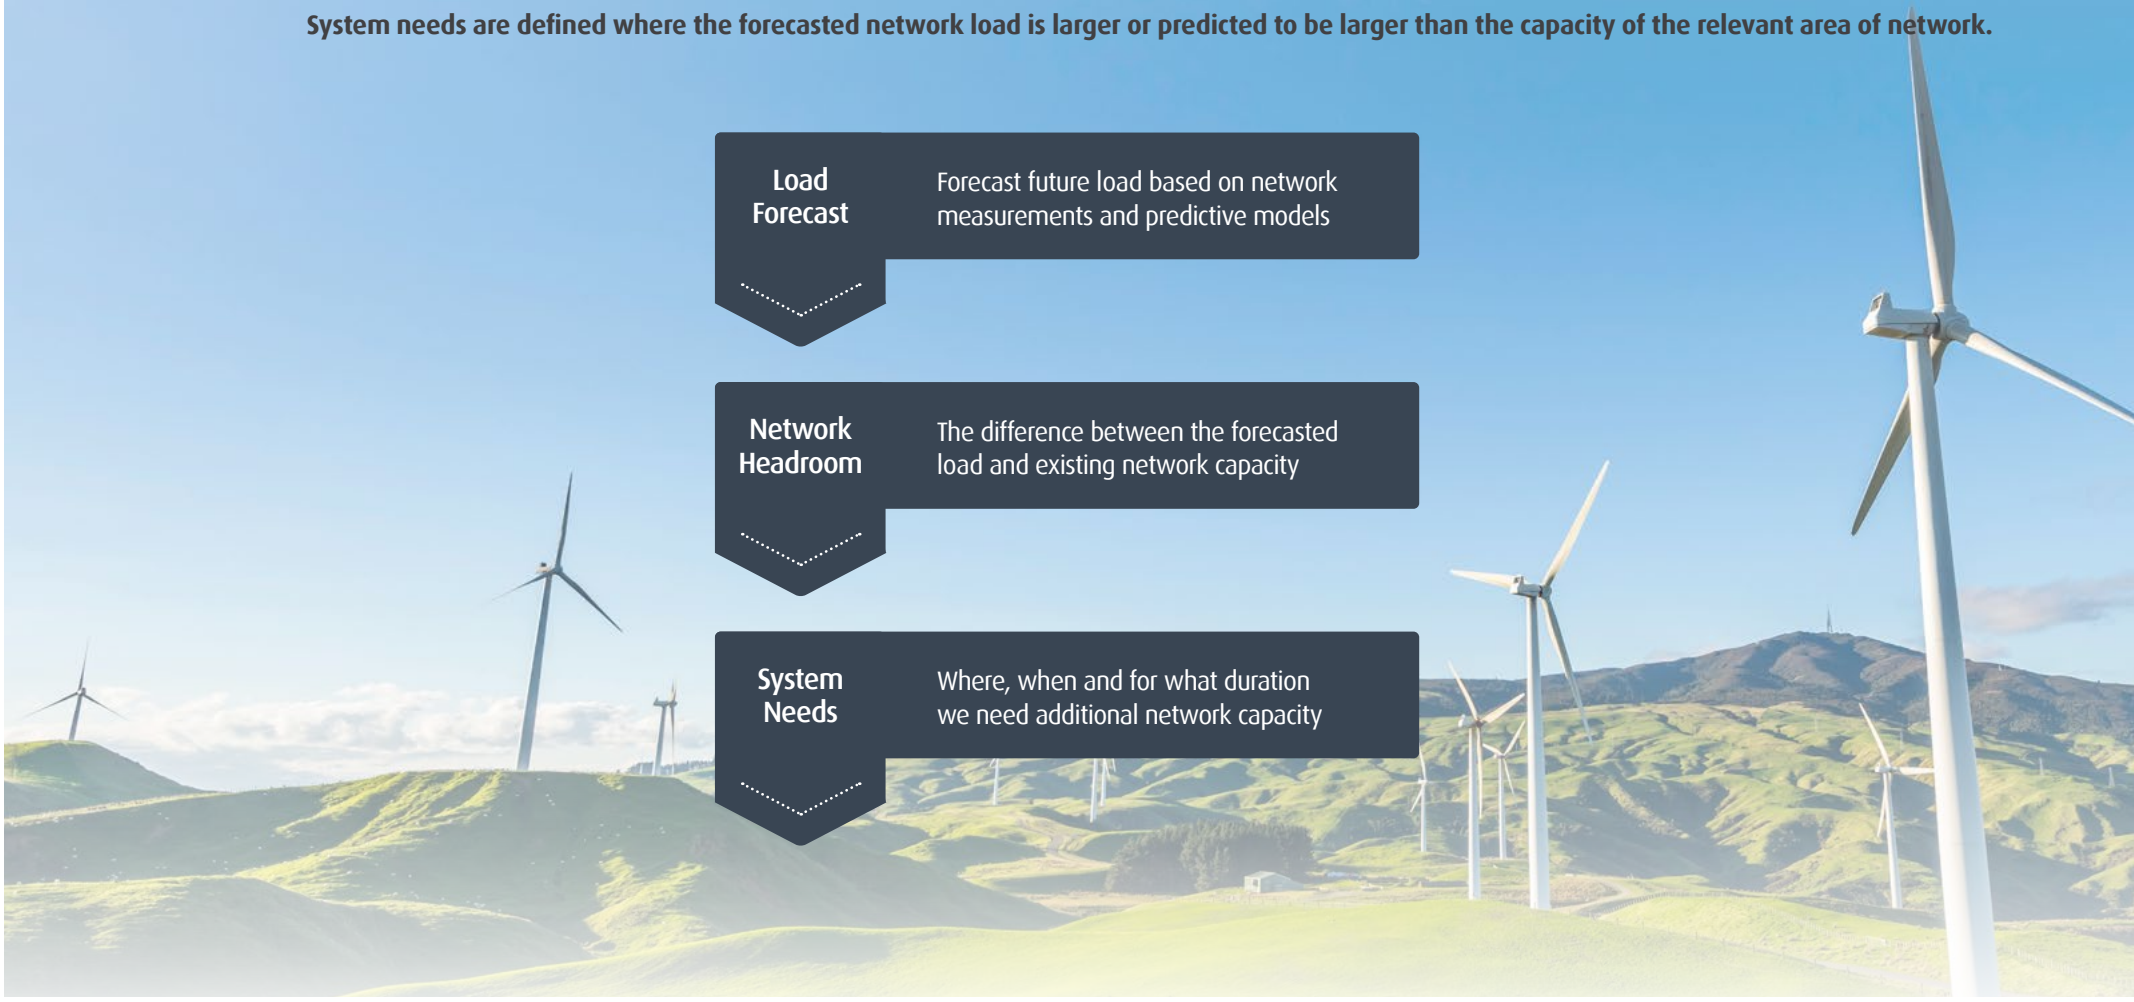 System needs are defined where the forecasted network load is larger or predicted to be larger than the capacity of the relevant area of network.
Load
Forecast
Forecast future load based on network
measurements and predictive models
Network
Headroom
The difference between the forecasted
load and existing network capacity
System
Needs
Where, when and for what duration
we need additional network capacity